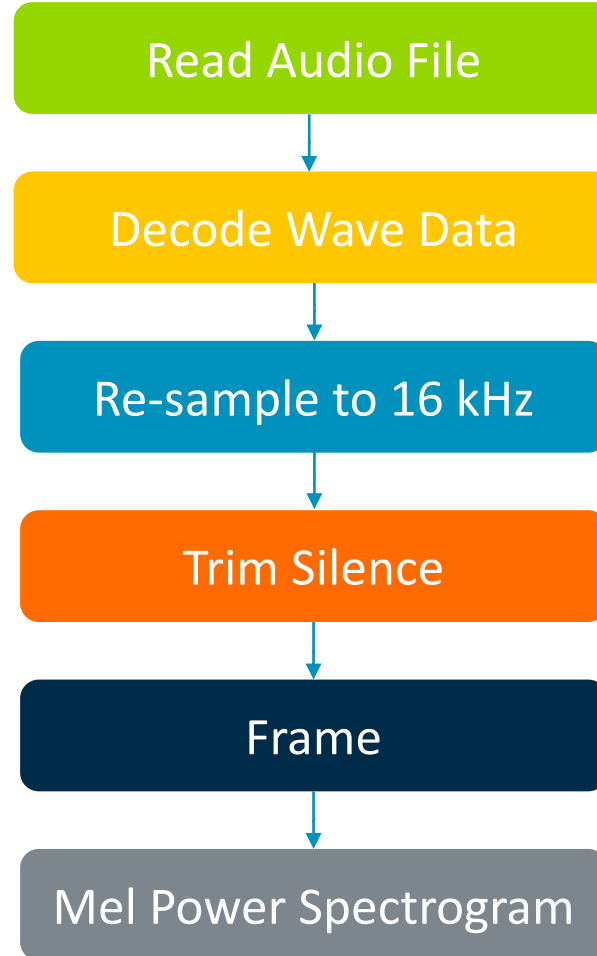 Read Audio File
Decode Wave Data
Re-sample to 16 kHz
Trim Silence
Frame
Mel Power Spectrogram